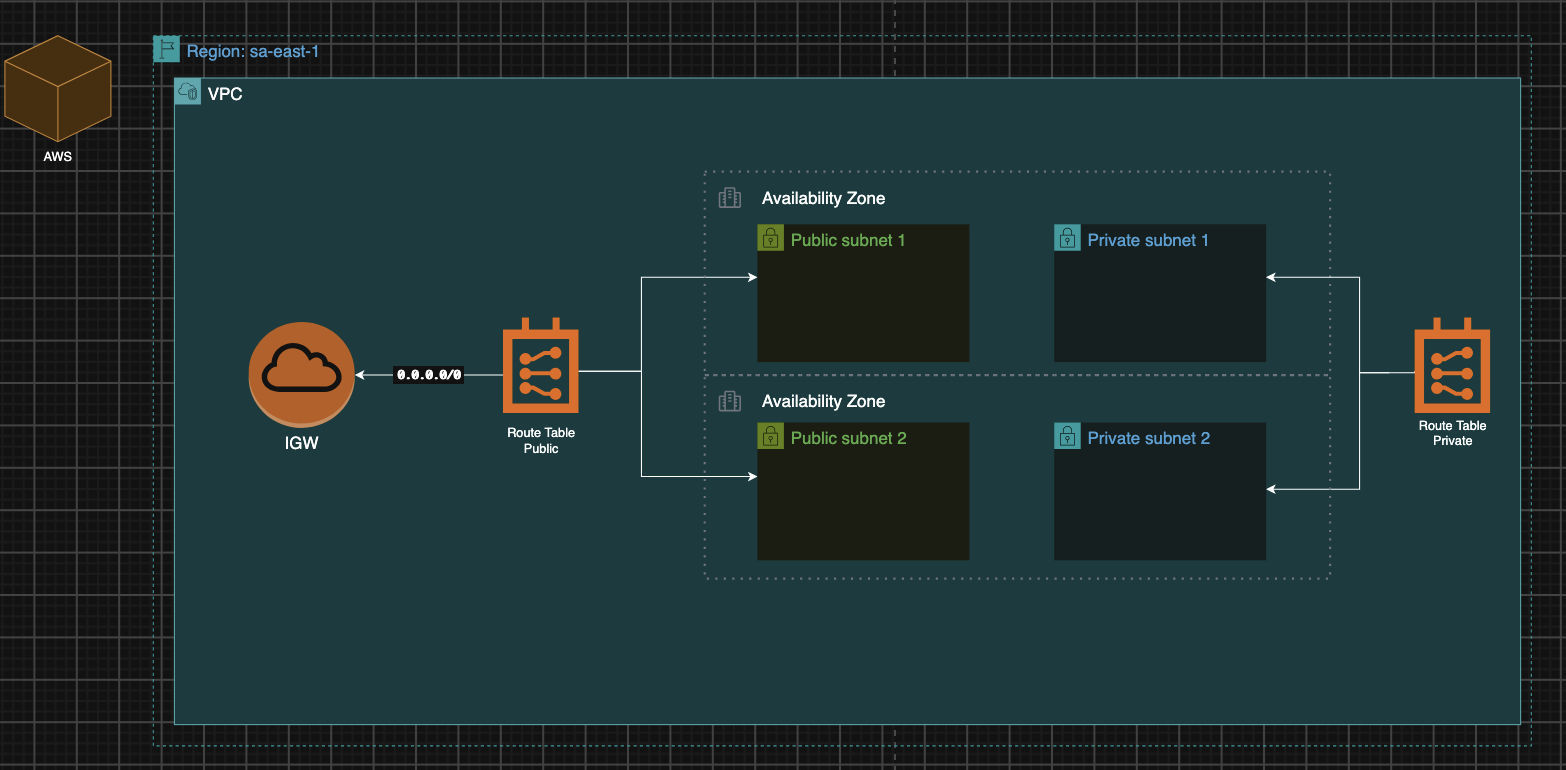 AWS
Region: sa-east-1
VPC
Availability Zone
Public subnet 1
Private subnet 1
0.0.0.0/0
IGW
Route Table
Public
Availability Zone
Public subnet 2
Private subnet 2
Route Table
Private